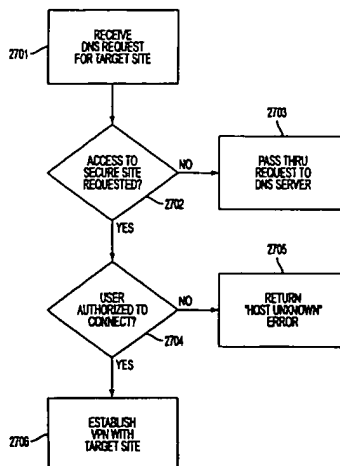 2701
RECEIVE
DNS REQUEST
FOR TARGET SITE
ACCESS TO
SECURE SITE
REQUESTED?
2702
NO
2703
PASS THRU
REQUEST TO
DNS SERVER
YES
USER
AUTHORIZED TO
CONNECT?
2704
NO
2705
RETURN
"HOST UNKNOWN"
ERROR
YES
2706
ESTABLISH
VPN WITH
TARGET SITE